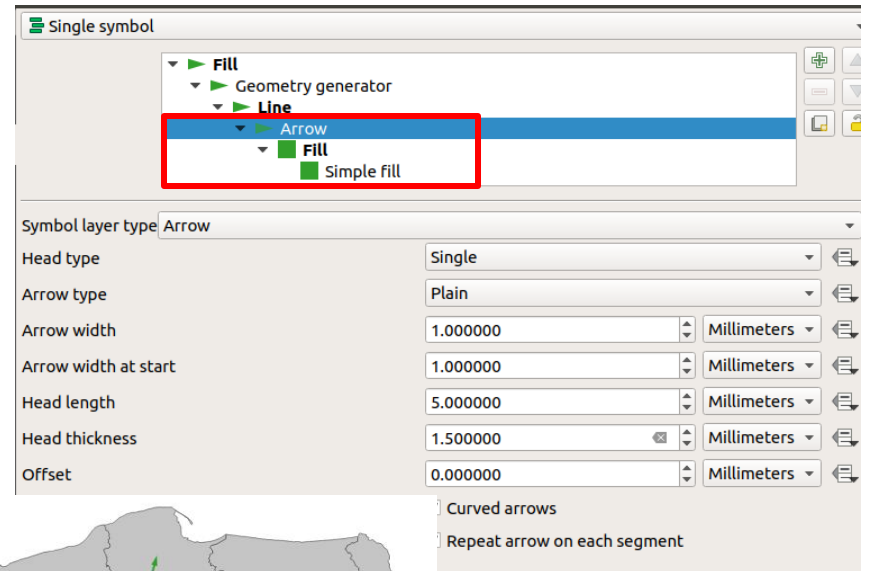 Single symbol
Fill
Geometry generator
Line
Arrow
Fill
Simple fill
Symbol layer type Arrow
Head type Single
Arrow type Plain
Arrow width 1.000000 Millimeters
Arrow width at start 1.000000 Millimeters
Head length 5.000000 Millimeters
Head thickness 1.500000 Millimeters
Offset 0.000000 Millimeters
Curved arrows
Repeat arrow on each segment